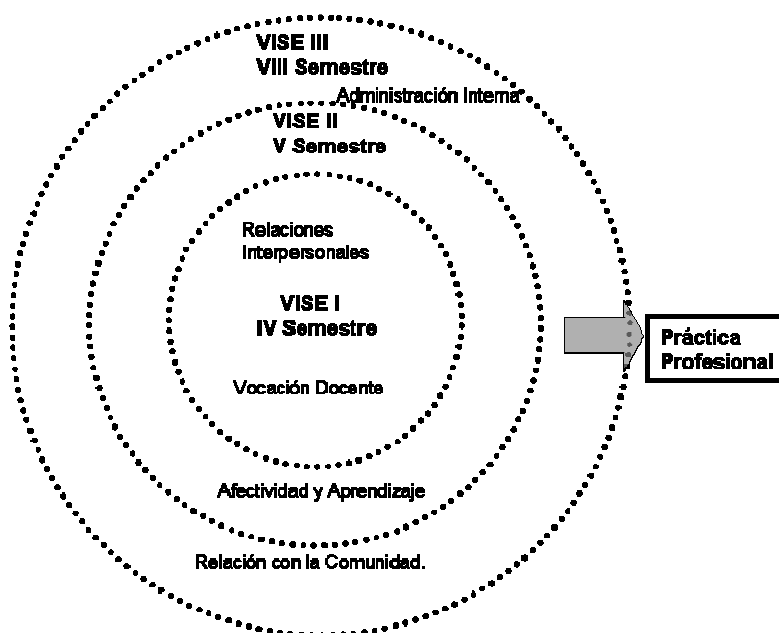 VISE III
VIII Semestre
Administración Interna
VISE II
V Semestre
Relaciones
Interpersonales
VISE I
IV Semestre
Práctica
Profesional
Vocación Docente
Afectividad y Aprendizaje
Relación con la Comunidad.